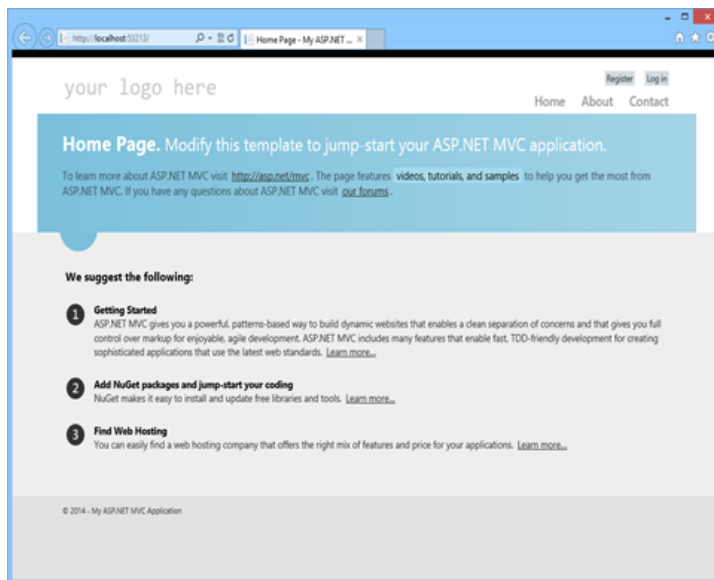 http://localhost:53213/
Home Page - My ASP.NET ...
your logo here
Register Log in
Home About Contact
Home Page. Modify this template to jump-start your ASP.NET MVC application.
To learn more about ASP.NET MVC visit http://asp.net/mvc. The page features videos, tutorials, and samples to help you get the most from
ASP.NET MVC. If you have any questions about ASP.NET MVC visit our forums.
We suggest the following:
1 Getting Started
ASP.NET MVC gives you a powerful, patterns-based way to build dynamic websites that enables a clean separation of concerns and that gives you full
control over markup for enjoyable, agile development. ASP.NET MVC includes many features that enable fast, TDD-friendly development for creating
sophisticated applications that use the latest web standards. Learn more...
2 Add NuGet packages and jump-start your coding
NuGet makes it easy to install and update free libraries and tools. Learn more...
3 Find Web Hosting
You can easily find a web hosting company that offers the right mix of features and price for your applications. Learn more...
© 2014 - My ASP.NET MVC Application